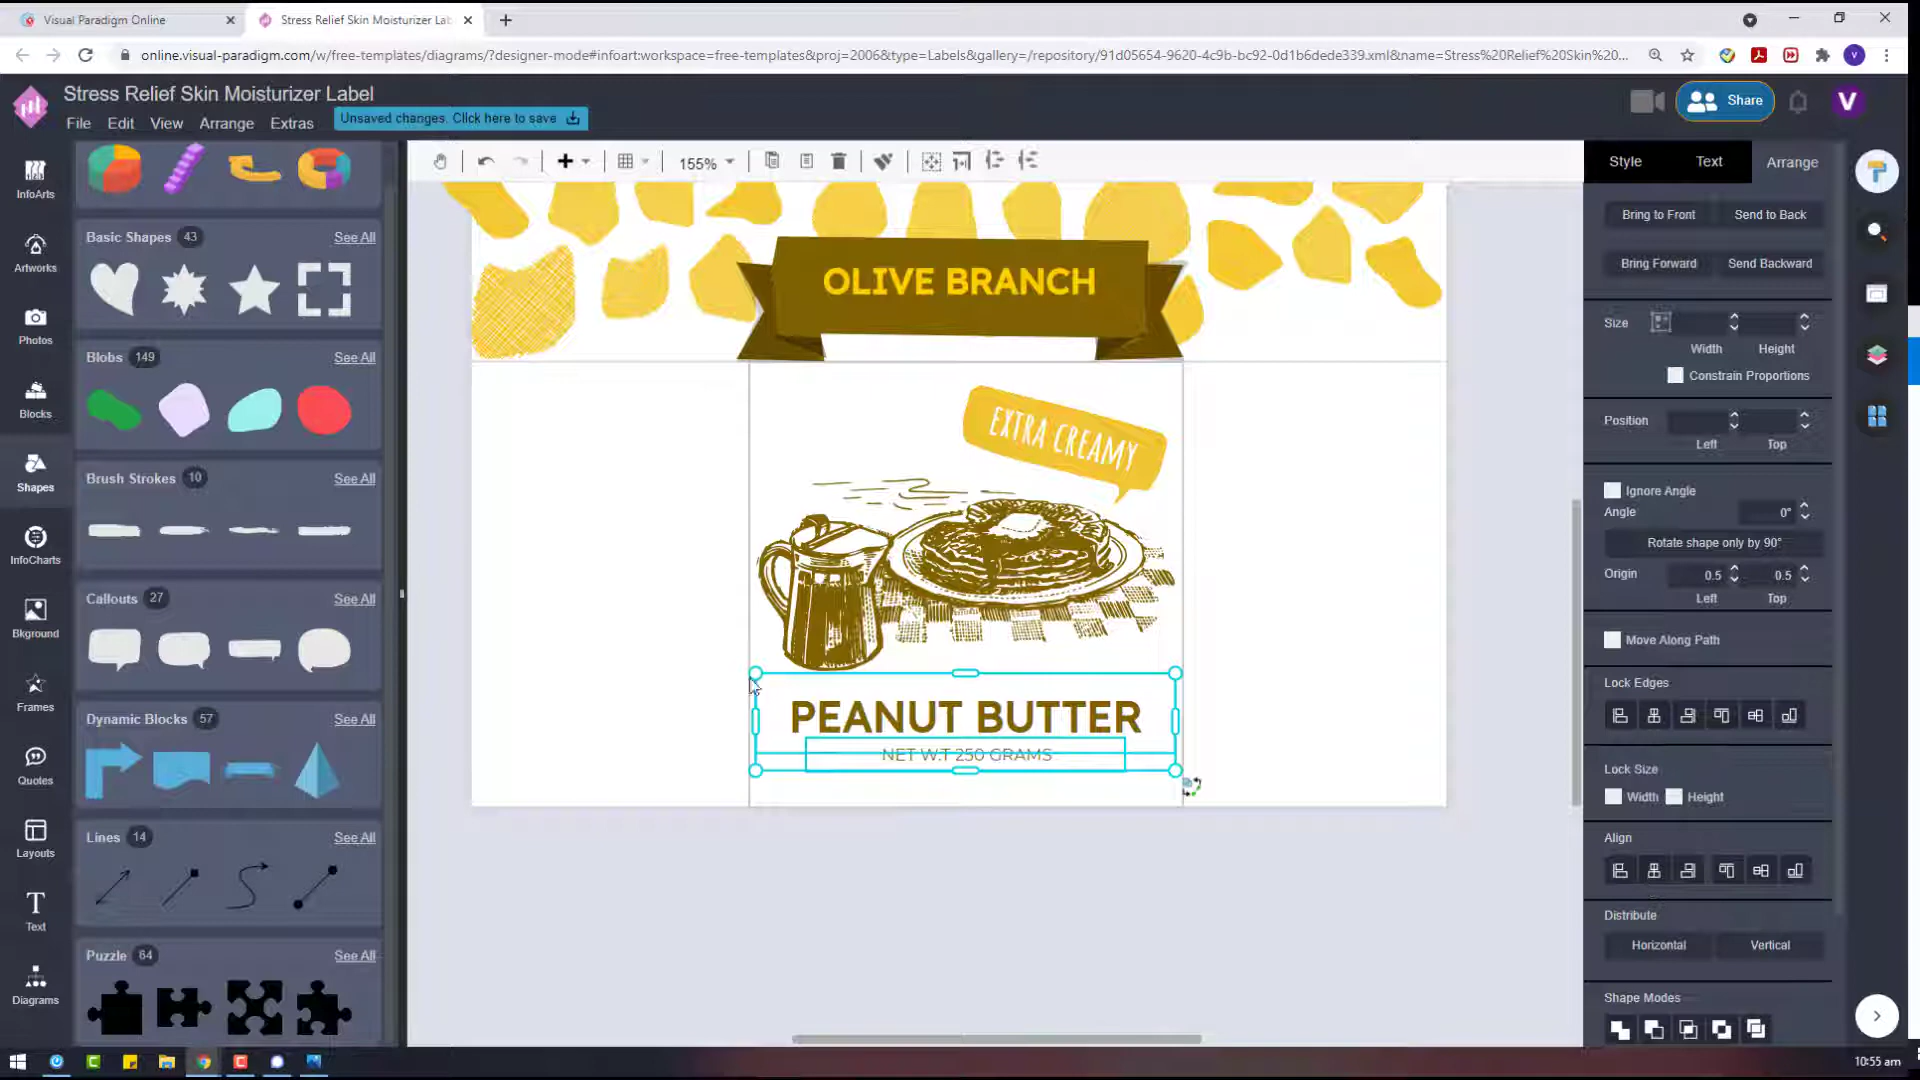 Visual Paradigm Online
Stress Relief Skin Moisturizer Lab
online.visual-paradigm.com/w/free-templates/diagrams/?designer-mode#infoart:workspace=free-templates&proj=2006&type=Labels&gallery=/repository/91d05654-9620-4c9b-bc92-0d1b6dede339.xml&name=Stress%20Relief%20Skin%20...
V
Stress Relief Skin Moisturizer Label
File Edit View Arrange Extras
Unsaved changes. Click here to save
Share
V
155%
Style Text Arrange
InfoArts
Artworks
Photos
Blocks
Shapes
InfoCharts
Bkground
Frames
Quotes
Layouts
Text
Diagrams
Basic Shapes 43 See All
Blobs 149 See All
Brush Strokes 10 See All
Callouts 27 See All
Dynamic Blocks 57 See All
Lines 14 See All
Puzzle 64 See All
OLIVE BRANCH
EXTRA CREAMY
PEANUT BUTTER
NET W.T 250 GRAMS
Bring to Front Send to Back
Bring Forward Send Backward
Size
Width Height
Constrain Proportions
Position
Left Top
Ignore Angle
Angle 0°
Rotate shape only by 90°
Origin 0.5 0.5
Left Top
Move Along Path
Lock Edges
Lock Size
Width Height
Align
Distribute
Horizontal Vertical
Shape Modes
10:55 am